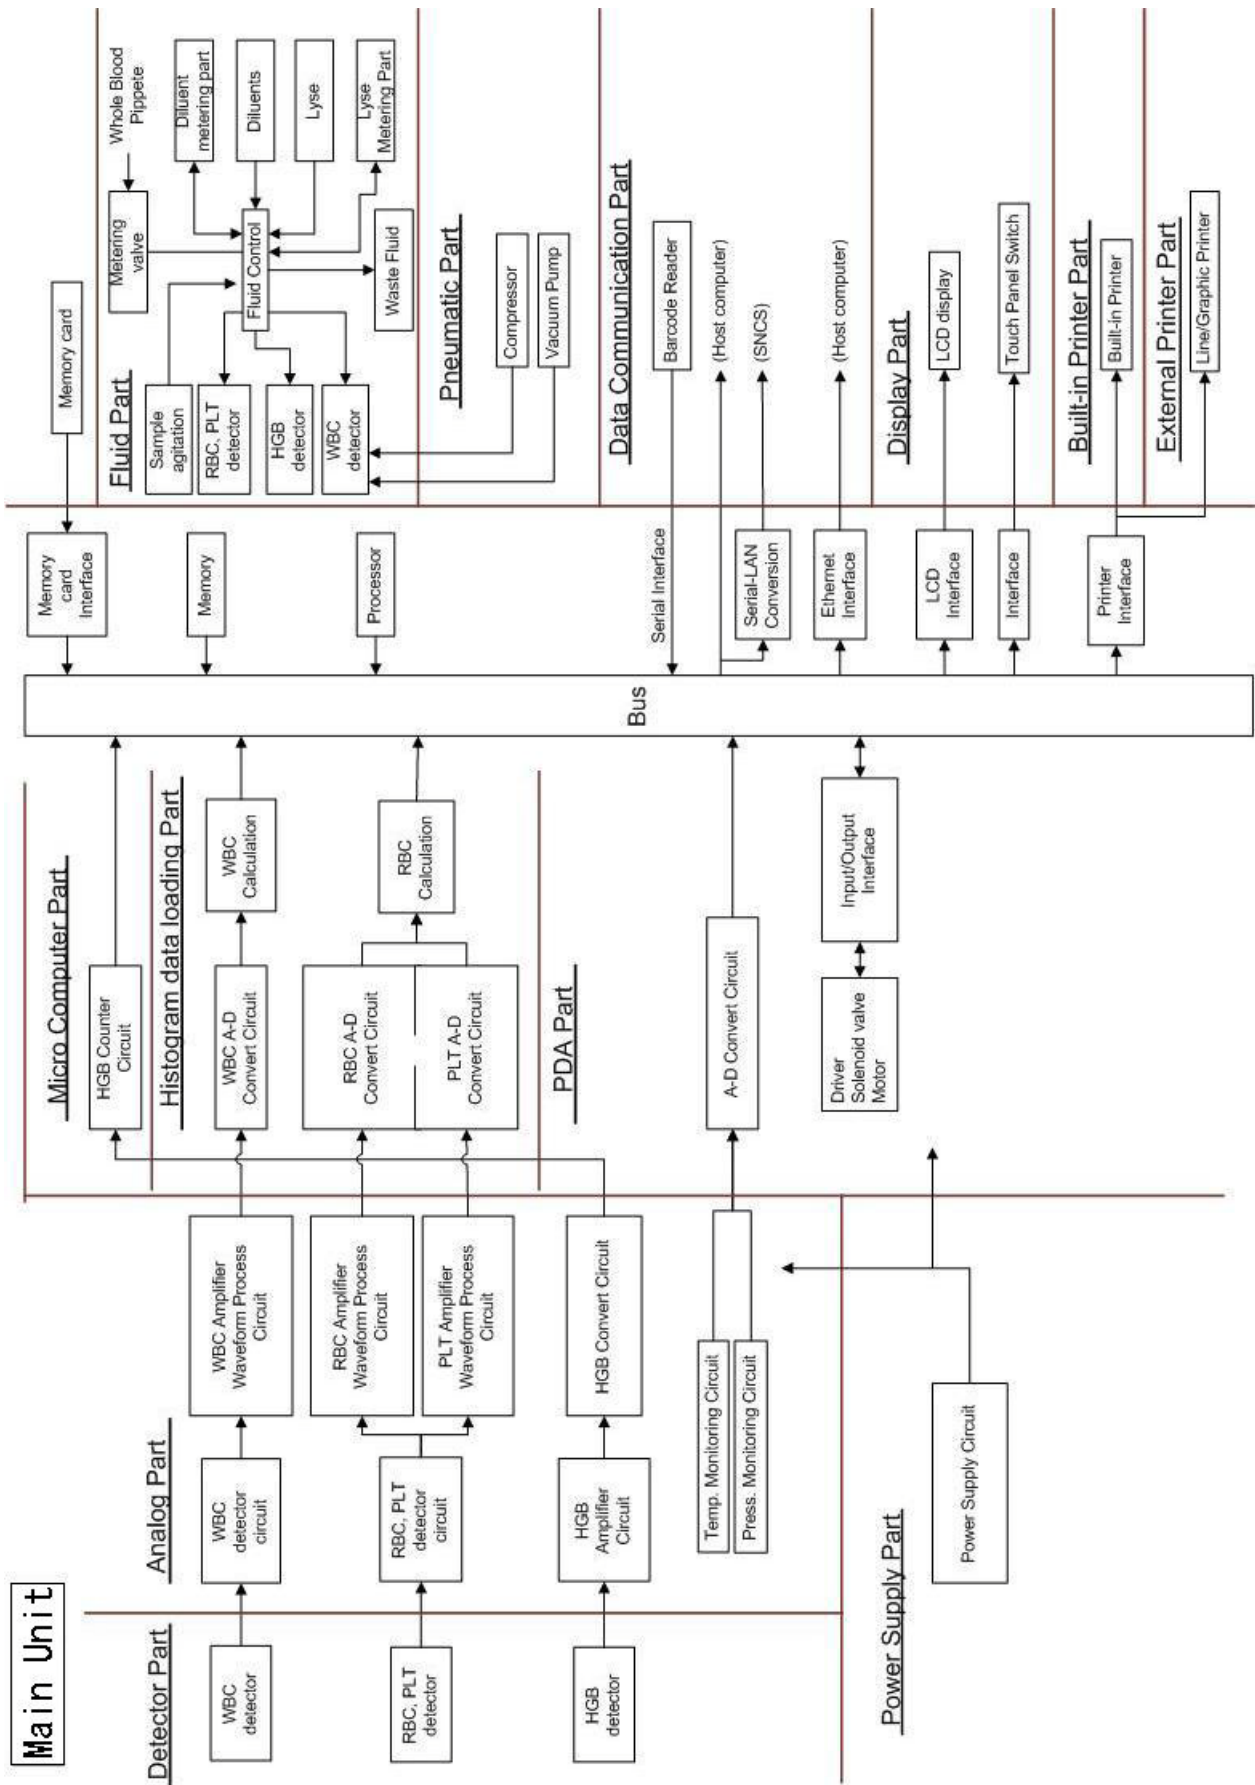 Main Unit
Detector Part
WBC
detector
RBC, PLT
detector
HGB
detector
Analog Part
WBC
detector
circuit
RBC, PLT
detector
circuit
HGB
Amplifier
Circuit
WBC Amplifier
Waveform Process
Circuit
RBC Amplifier
Waveform Process
Circuit
PLT Amplifier
Waveform Process
Circuit
HGB Convert Circuit
Temp. Monitoring Circuit
Press. Monitoring Circuit
Power Supply Part
Power Supply Circuit
Micro Computer Part
HGB Counter
Circuit
Histogram data loading Part
WBC A-D
Convert Circuit
WBC
Calculation
RBC A-D
Convert Circuit
PLT A-D
Convert Circuit
RBC
Calculation
PDA Part
A-D Convert Circuit
Driver
Solenoid valve
Motor
Input/Output
Interface
Bus
Memory
card
Interface
Memory card
Memory
Processor
Serial Interface
Serial-LAN
Conversion
Ethernet
Interface
LCD
Interface
Interface
Printer
Interface
Fluid Part
Whole Blood
Pippete
Metering
valve
Sample
agitation
RBC, PLT
detector
HGB
detector
WBC
detector
Fluid Control
Diluent
metering part
Diluents
Lyse
Lyse
Metering Part
Waste Fluid
Pneumatic Part
Compressor
Vacuum Pump
Data Communication Part
Barcode Reader
(Host computer)
(SNCS)
(Host computer)
Display Part
LCD display
Touch Panel Switch
Built-in Printer Part
Built-in Printer
External Printer Part
Line/Graphic Printer